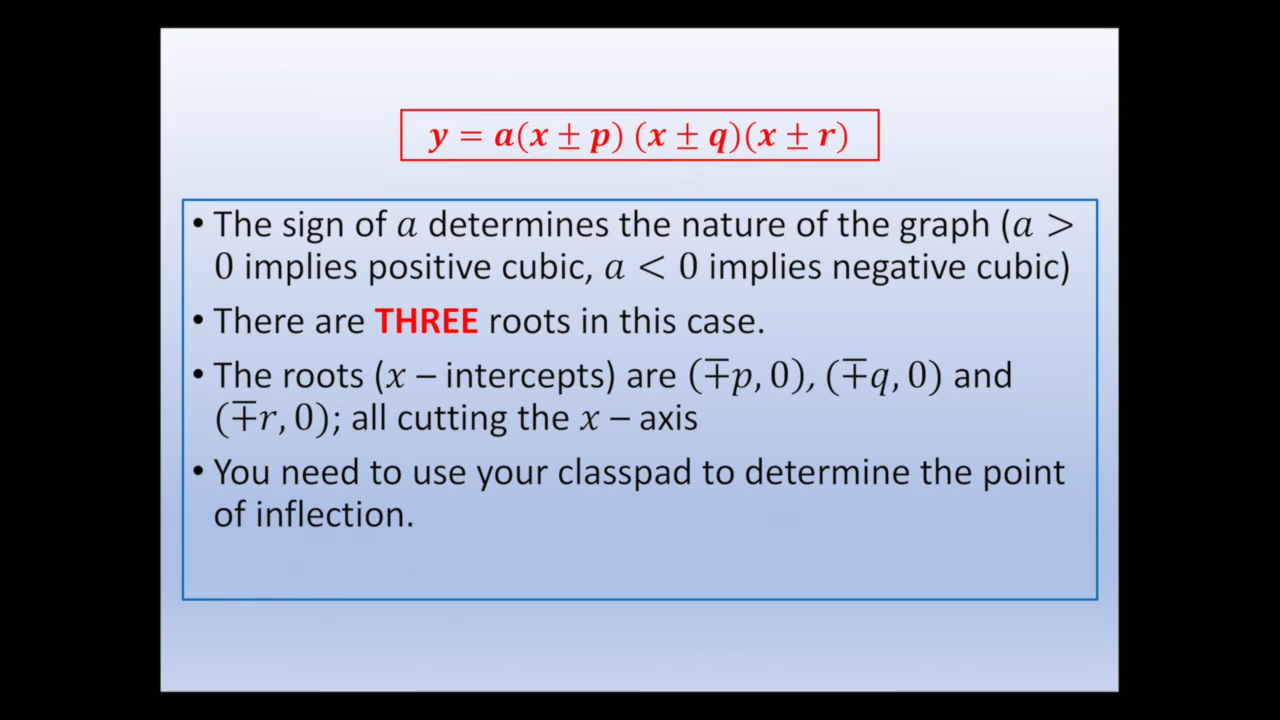 y = a(x ± p) (x ± q)(x ± r)
• The sign of a determines the nature of the graph (a >
0 implies positive cubic, a < 0 implies negative cubic)
• There are THREE roots in this case.
• The roots (x – intercepts) are (∓p, 0), (∓q, 0) and
(∓r, 0); all cutting the x – axis
• You need to use your classpad to determine the point
of inflection.